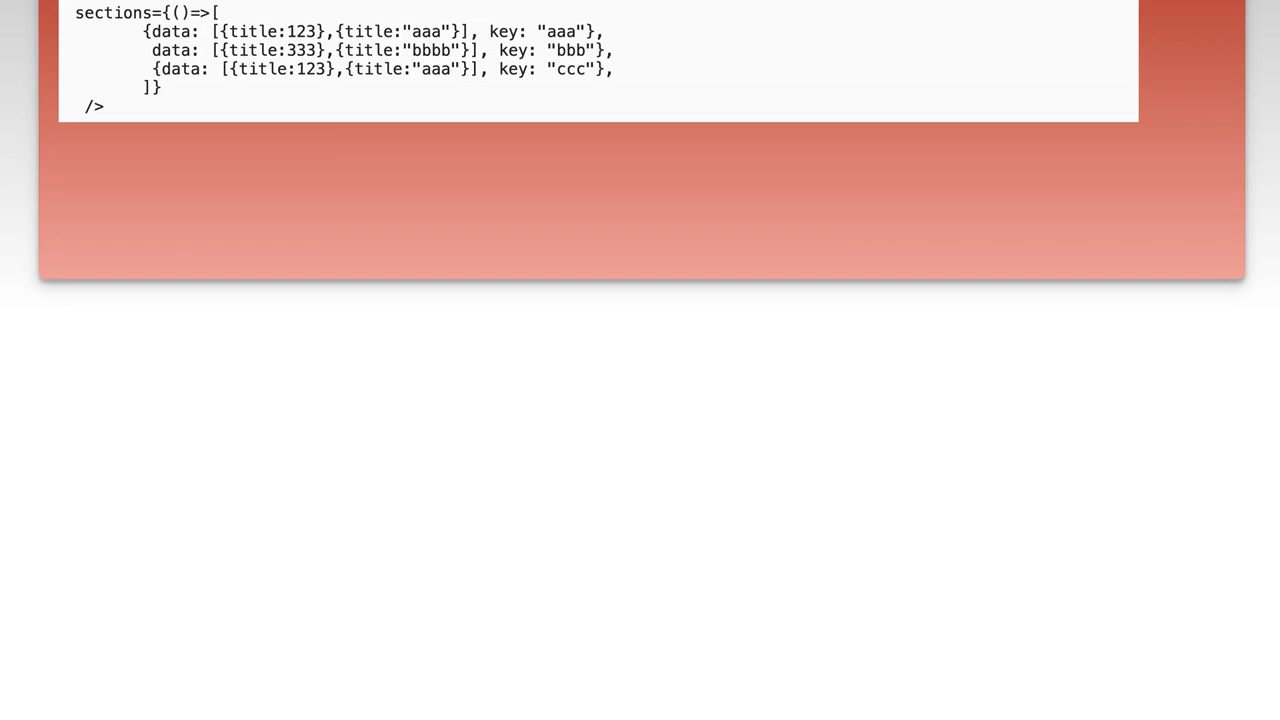 sections={()=>[
{data: [{title:123},{title:"aaa"}], key: "aaa"},
data: [{title:333},{title:"bbbb"}], key: "bbb"},
{data: [{title:123},{title:"aaa"}], key: "ccc"},
]}
/>